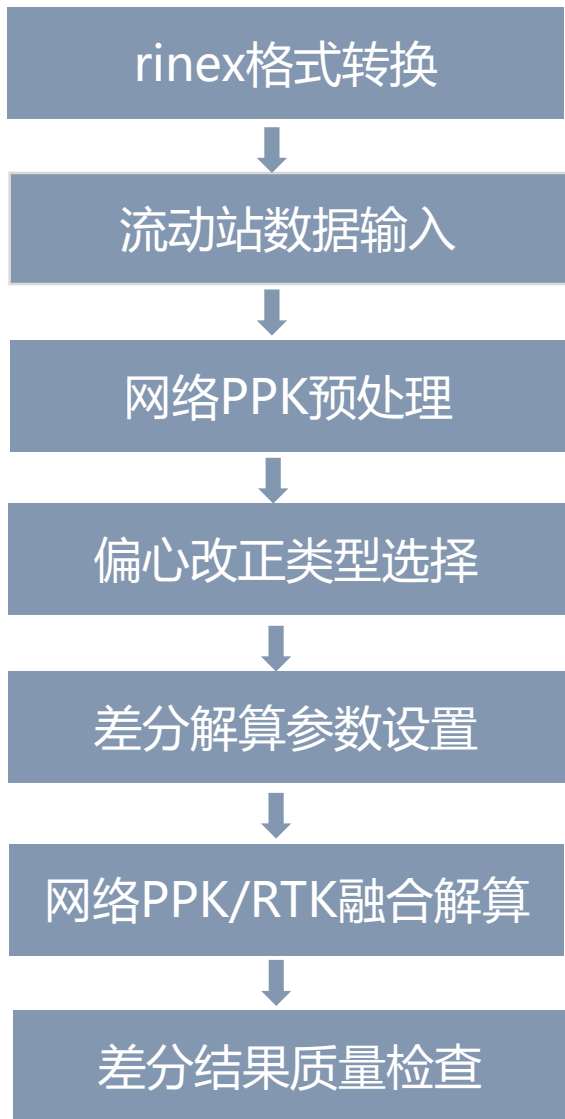 rinex格式转换
流动站数据输入
网络PPK预处理
偏心改正类型选择
差分解算参数设置
网络PPK/RTK融合解算
差分结果质量检查